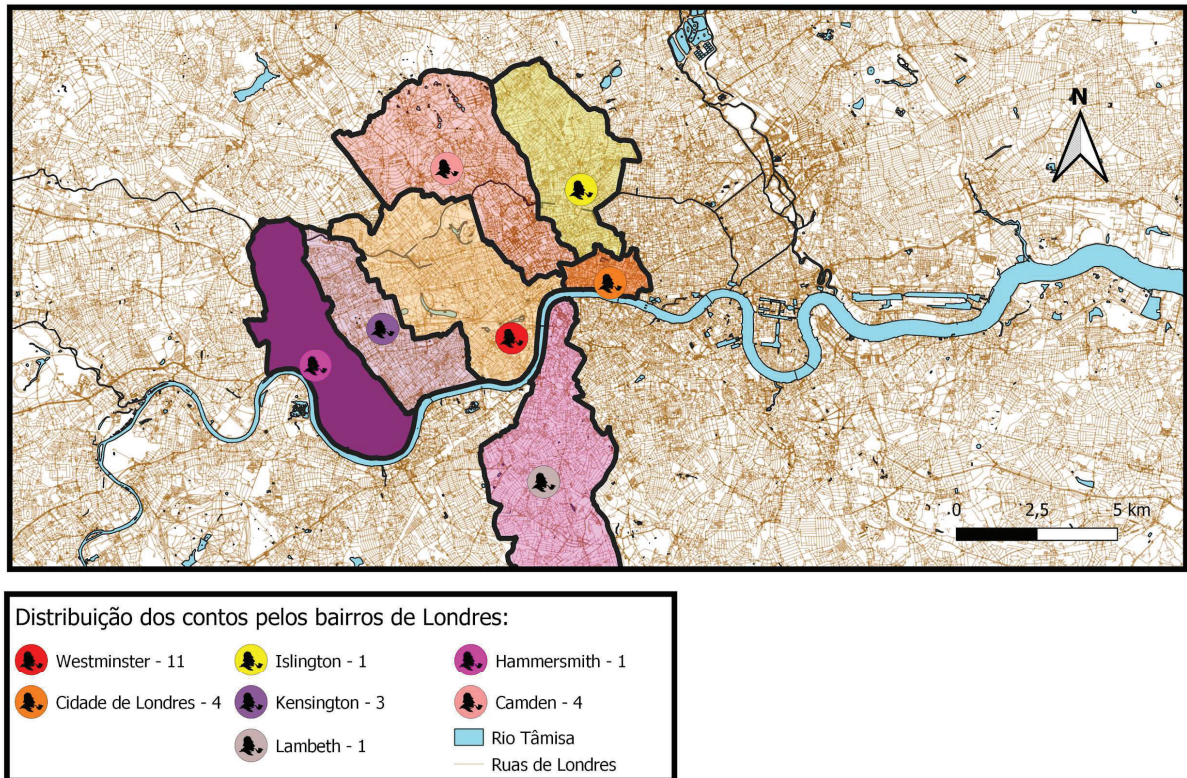 N
0 2,5 5 km
Distribuição dos contos pelos bairros de Londres:
Westminster - 11
Islington - 1
Hammersmith - 1
Cidade de Londres - 4
Kensington - 3
Camden - 4
Lambeth - 1
Rio Tâmisa
Ruas de Londres